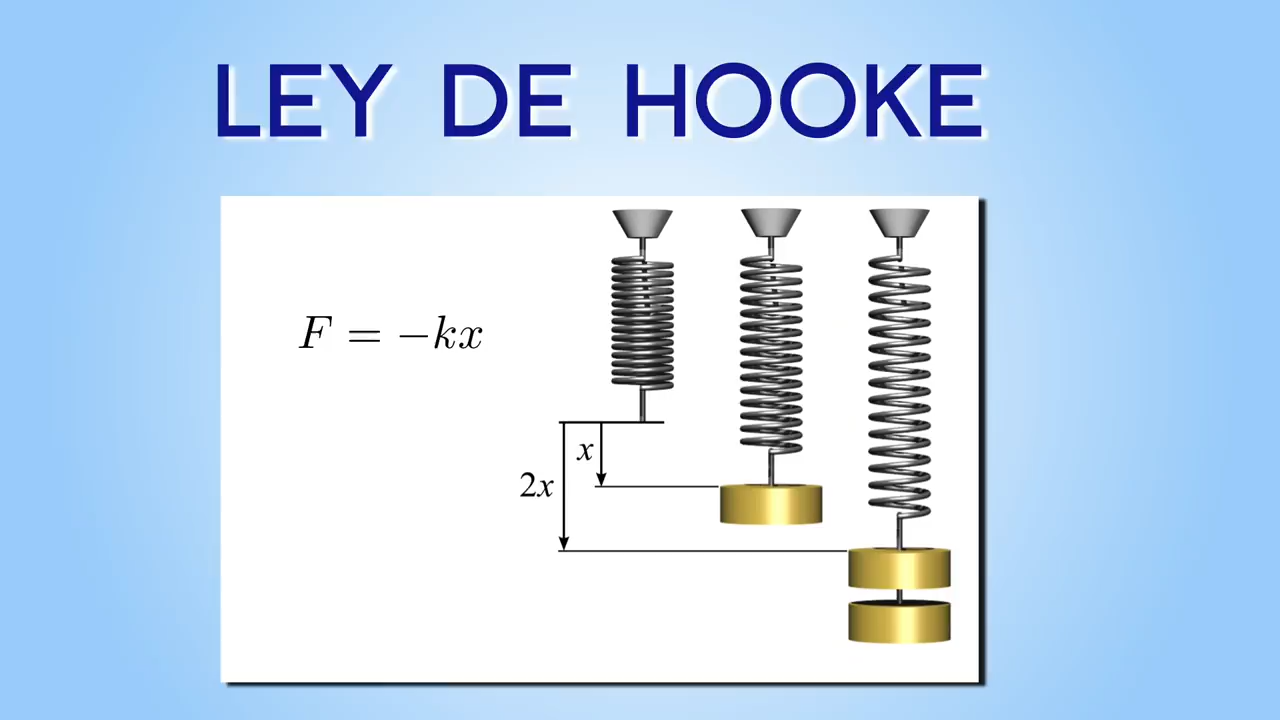 LEY DE HOOKE
F = −kx
x
2x